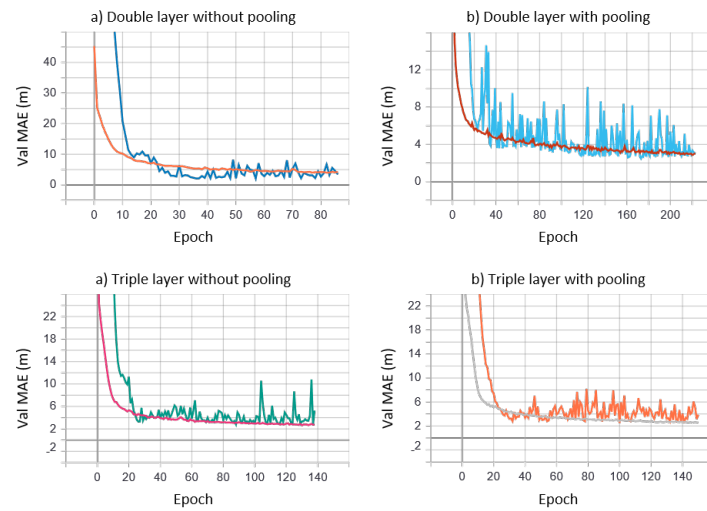 a) Double layer without pooling
40
30
20
10
0
Val MAE (m)
0 10 20 30 40 50 60 70 80
Epoch
b) Double layer with pooling
12
8
4
0
Val MAE (m)
0 40 80 120 160 200
Epoch
a) Triple layer without pooling
22
18
14
10
6
2
_2
Val MAE (m)
0 20 40 60 80 100 120 140
Epoch
b) Triple layer with pooling
22
18
14
10
6
2
_2
Val MAE (m)
0 20 40 60 80 100 120 140
Epoch